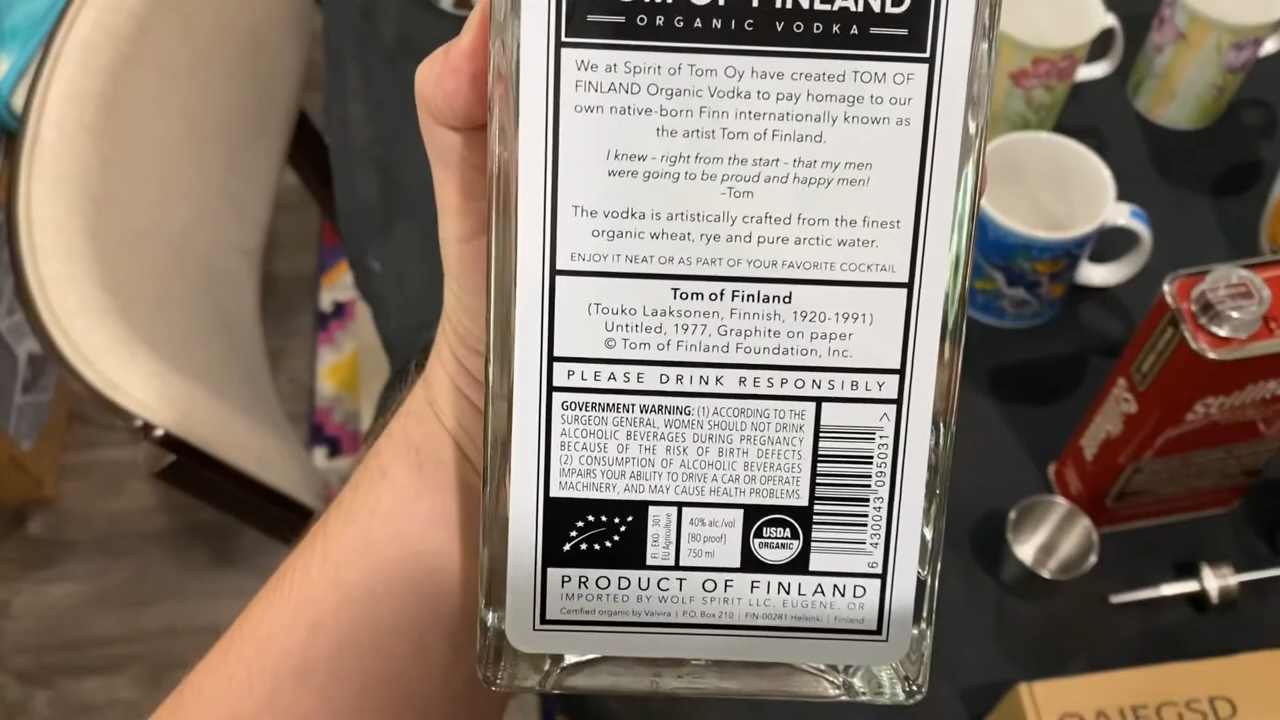 OM OF FINLAND
ORGANIC VODKA
We at Spirit of Tom Oy have created TOM OF
FINLAND Organic Vodka to pay homage to our
own native-born Finn internationally known as
the artist Tom of Finland.
I knew – right from the start – that my men
were going to be proud and happy men!
–Tom
The vodka is artistically crafted from the finest
organic wheat, rye and pure arctic water.
ENJOY IT NEAT OR AS PART OF YOUR FAVORITE COCKTAIL
Tom of Finland
(Touko Laaksonen, Finnish, 1920-1991)
Untitled, 1977, Graphite on paper
© Tom of Finland Foundation, Inc.
PLEASE DRINK RESPONSIBLY
GOVERNMENT WARNING: (1) ACCORDING TO THE
SURGEON GENERAL, WOMEN SHOULD NOT DRINK
ALCOHOLIC BEVERAGES DURING PREGNANCY
BECAUSE OF THE RISK OF BIRTH DEFECTS.
(2) CONSUMPTION OF ALCOHOLIC BEVERAGES
IMPAIRS YOUR ABILITY TO DRIVE A CAR OR OPERATE
MACHINERY, AND MAY CAUSE HEALTH PROBLEMS.
6 430043 095031 >
FI EKO 301
EU Agriculture
40% alc./vol
[80 proof]
750 ml
USDA
ORGANIC
PRODUCT OF FINLAND
IMPORTED BY WOLF SPIRIT LLC, EUGENE, OR
Certified organic by Valvira | P.O. Box 210 | FIN-00281 Helsinki | Finland